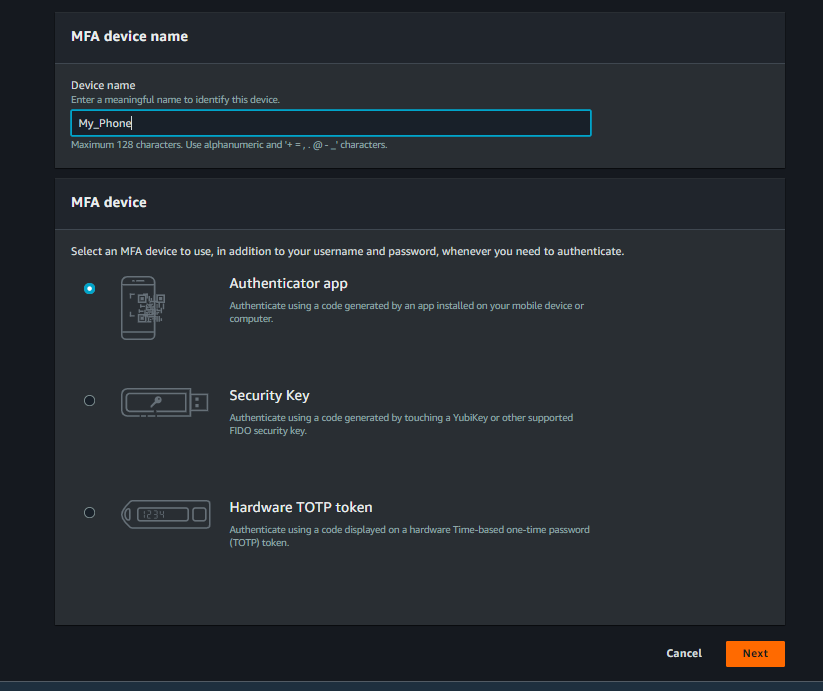 MFA device name
Device name
Enter a meaningful name to identify this device.
My_Phone
Maximum 128 characters. Use alphanumeric and '+ = , . @ - _' characters.
MFA device
Select an MFA device to use, in addition to your username and password, whenever you need to authenticate.
Authenticator app
Authenticate using a code generated by an app installed on your mobile device or
computer.
Security Key
Authenticate using a code generated by touching a YubiKey or other supported
FIDO security key.
1234
Hardware TOTP token
Authenticate using a code displayed on a hardware Time-based one-time password
(TOTP) token.
Cancel
Next